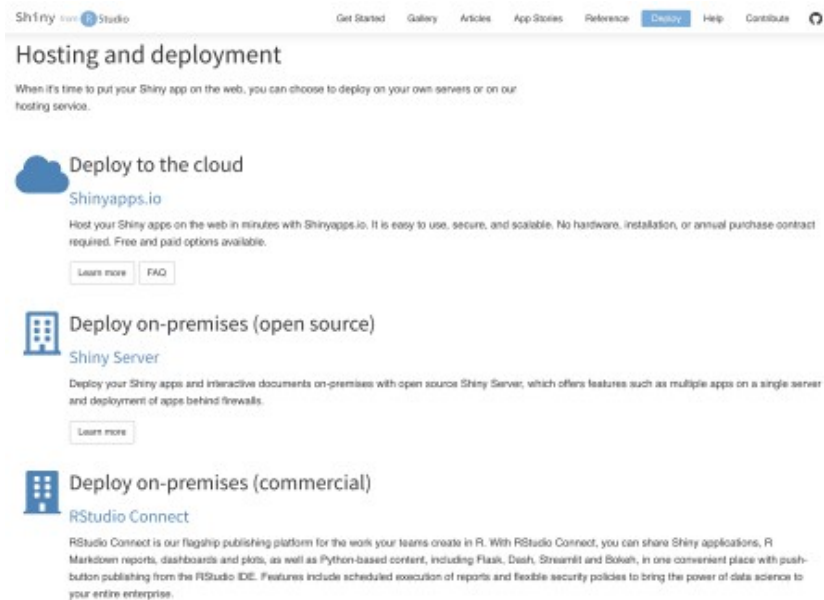 Shiny from R Studio
Get Started Gallery Articles App Stories Reference Deploy Help Contribute
Hosting and deployment
When it's time to put your Shiny app on the web, you can choose to deploy on your own servers or on our
hosting service.
Deploy to the cloud
Shinyapps.io
Host your Shiny apps on the web in minutes with Shinyapps.io. It is easy to use, secure, and scalable. No hardware, installation, or annual purchase contract
required. Free and paid options available.
Learn more FAQ
Deploy on-premises (open source)
Shiny Server
Deploy your Shiny apps and interactive documents on-premises with open source Shiny Server, which offers features such as multiple apps on a single server
and deployment of apps behind firewalls.
Learn more
Deploy on-premises (commercial)
RStudio Connect
RStudio Connect is our flagship publishing platform for the work your teams create in R. With RStudio Connect, you can share Shiny applications, R
Markdown reports, dashboards and plots, as well as Python-based content, including Flask, Dash, Streamlit and Bokeh, in one convenient place with push-
button publishing from the RStudio IDE. Features include scheduled execution of reports and flexible security policies to bring the power of data science to
your entire enterprise.